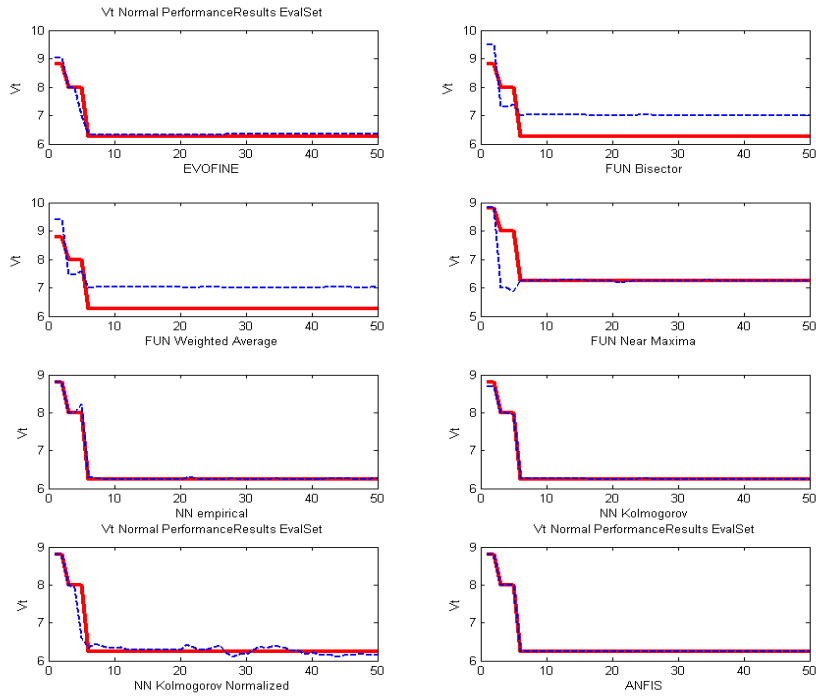 Vt Normal PerformanceResults EvalSet
10
9
8
7
6
Vt
0 10 20 30 40 50
EVOFINE
10
9
8
7
6
Vt
0 10 20 30 40 50
FUN Bisector
10
9
8
7
6
5
Vt
0 10 20 30 40 50
FUN Weighted Average
9
8
7
6
5
Vt
0 10 20 30 40 50
FUN Near Maxima
9
8
7
6
Vt
0 10 20 30 40 50
NN empirical
9
8
7
6
Vt
0 10 20 30 40 50
NN Kolmogorov
Vt Normal PerformanceResults EvalSet
9
8
7
6
Vt
0 10 20 30 40 50
NN Kolmogorov Normalized
Vt Normal PerformanceResults EvalSet
9
8
7
6
Vt
0 10 20 30 40 50
ANFIS